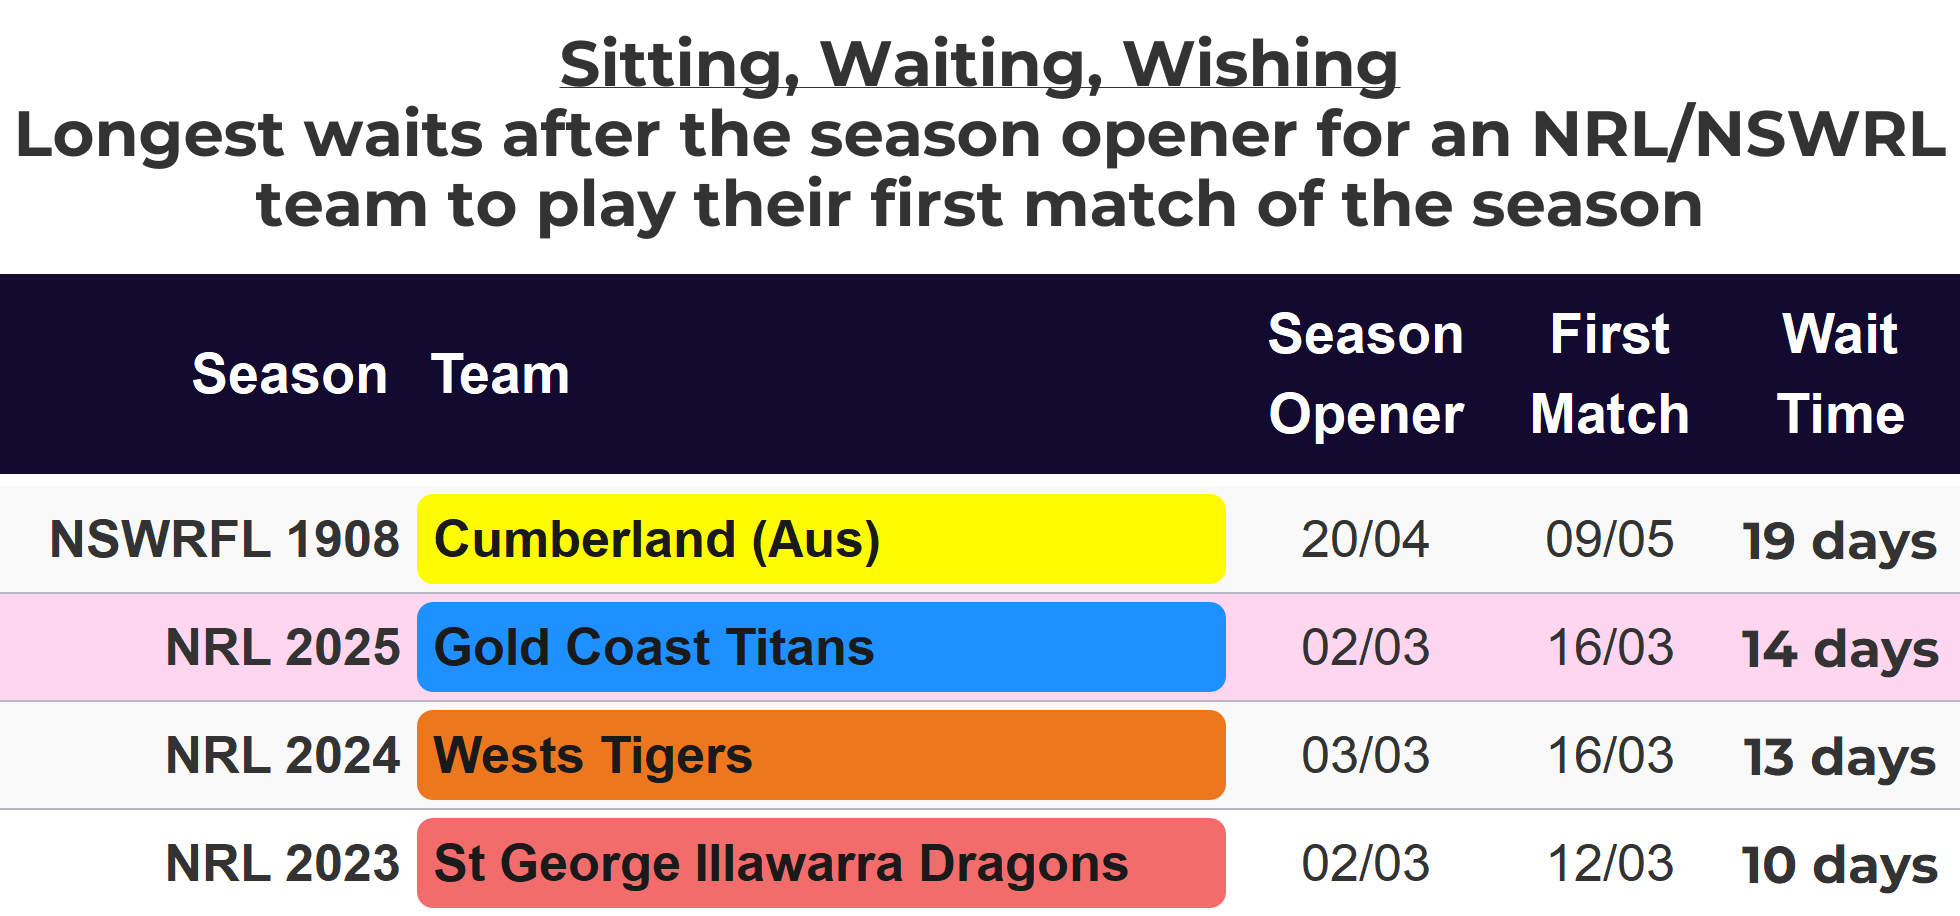 Sitting, Waiting, Wishing
Longest waits after the season opener for an NRL/NSWRL
team to play their first match of the season
Season Team Season Opener First Match Wait Time
NSWRFL 1908 Cumberland (Aus) 20/04 09/05 19 days
NRL 2025 Gold Coast Titans 02/03 16/03 14 days
NRL 2024 Wests Tigers 03/03 16/03 13 days
NRL 2023 St George Illawarra Dragons 02/03 12/03 10 days